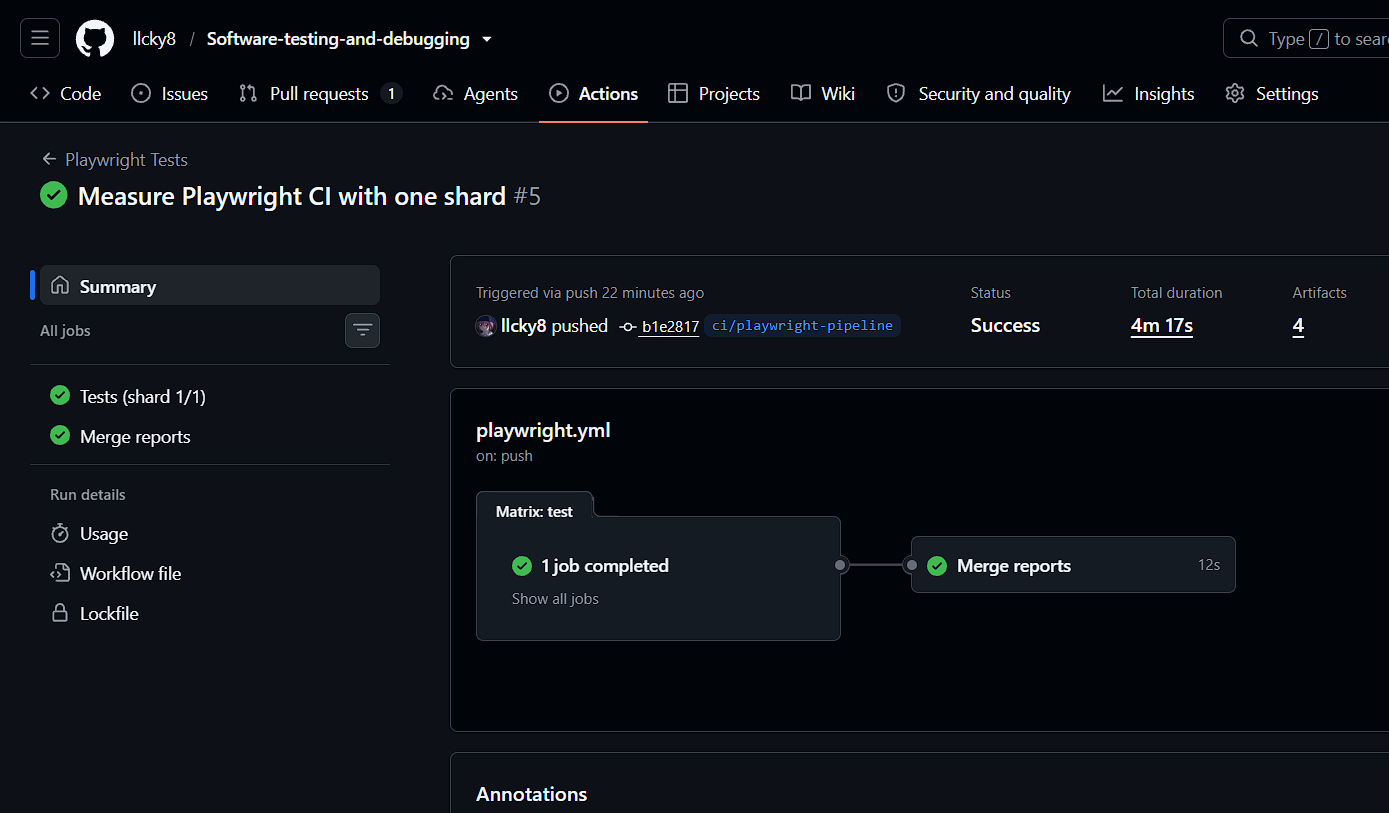 llcky8 / Software-testing-and-debugging
Type / to sear
Code Issues Pull requests 1 Agents Actions Projects Wiki Security and quality Insights Settings
Playwright Tests
Measure Playwright CI with one shard #5
Summary
All jobs
Tests (shard 1/1)
Merge reports
Run details
Usage
Workflow file
Lockfile
Triggered via push 22 minutes ago
llcky8 pushed b1e2817 ci/playwright-pipeline
Status
Success
Total duration
4m 17s
Artifacts
4
playwright.yml
on: push
Matrix: test
1 job completed
Show all jobs
Merge reports 12s
Annotations